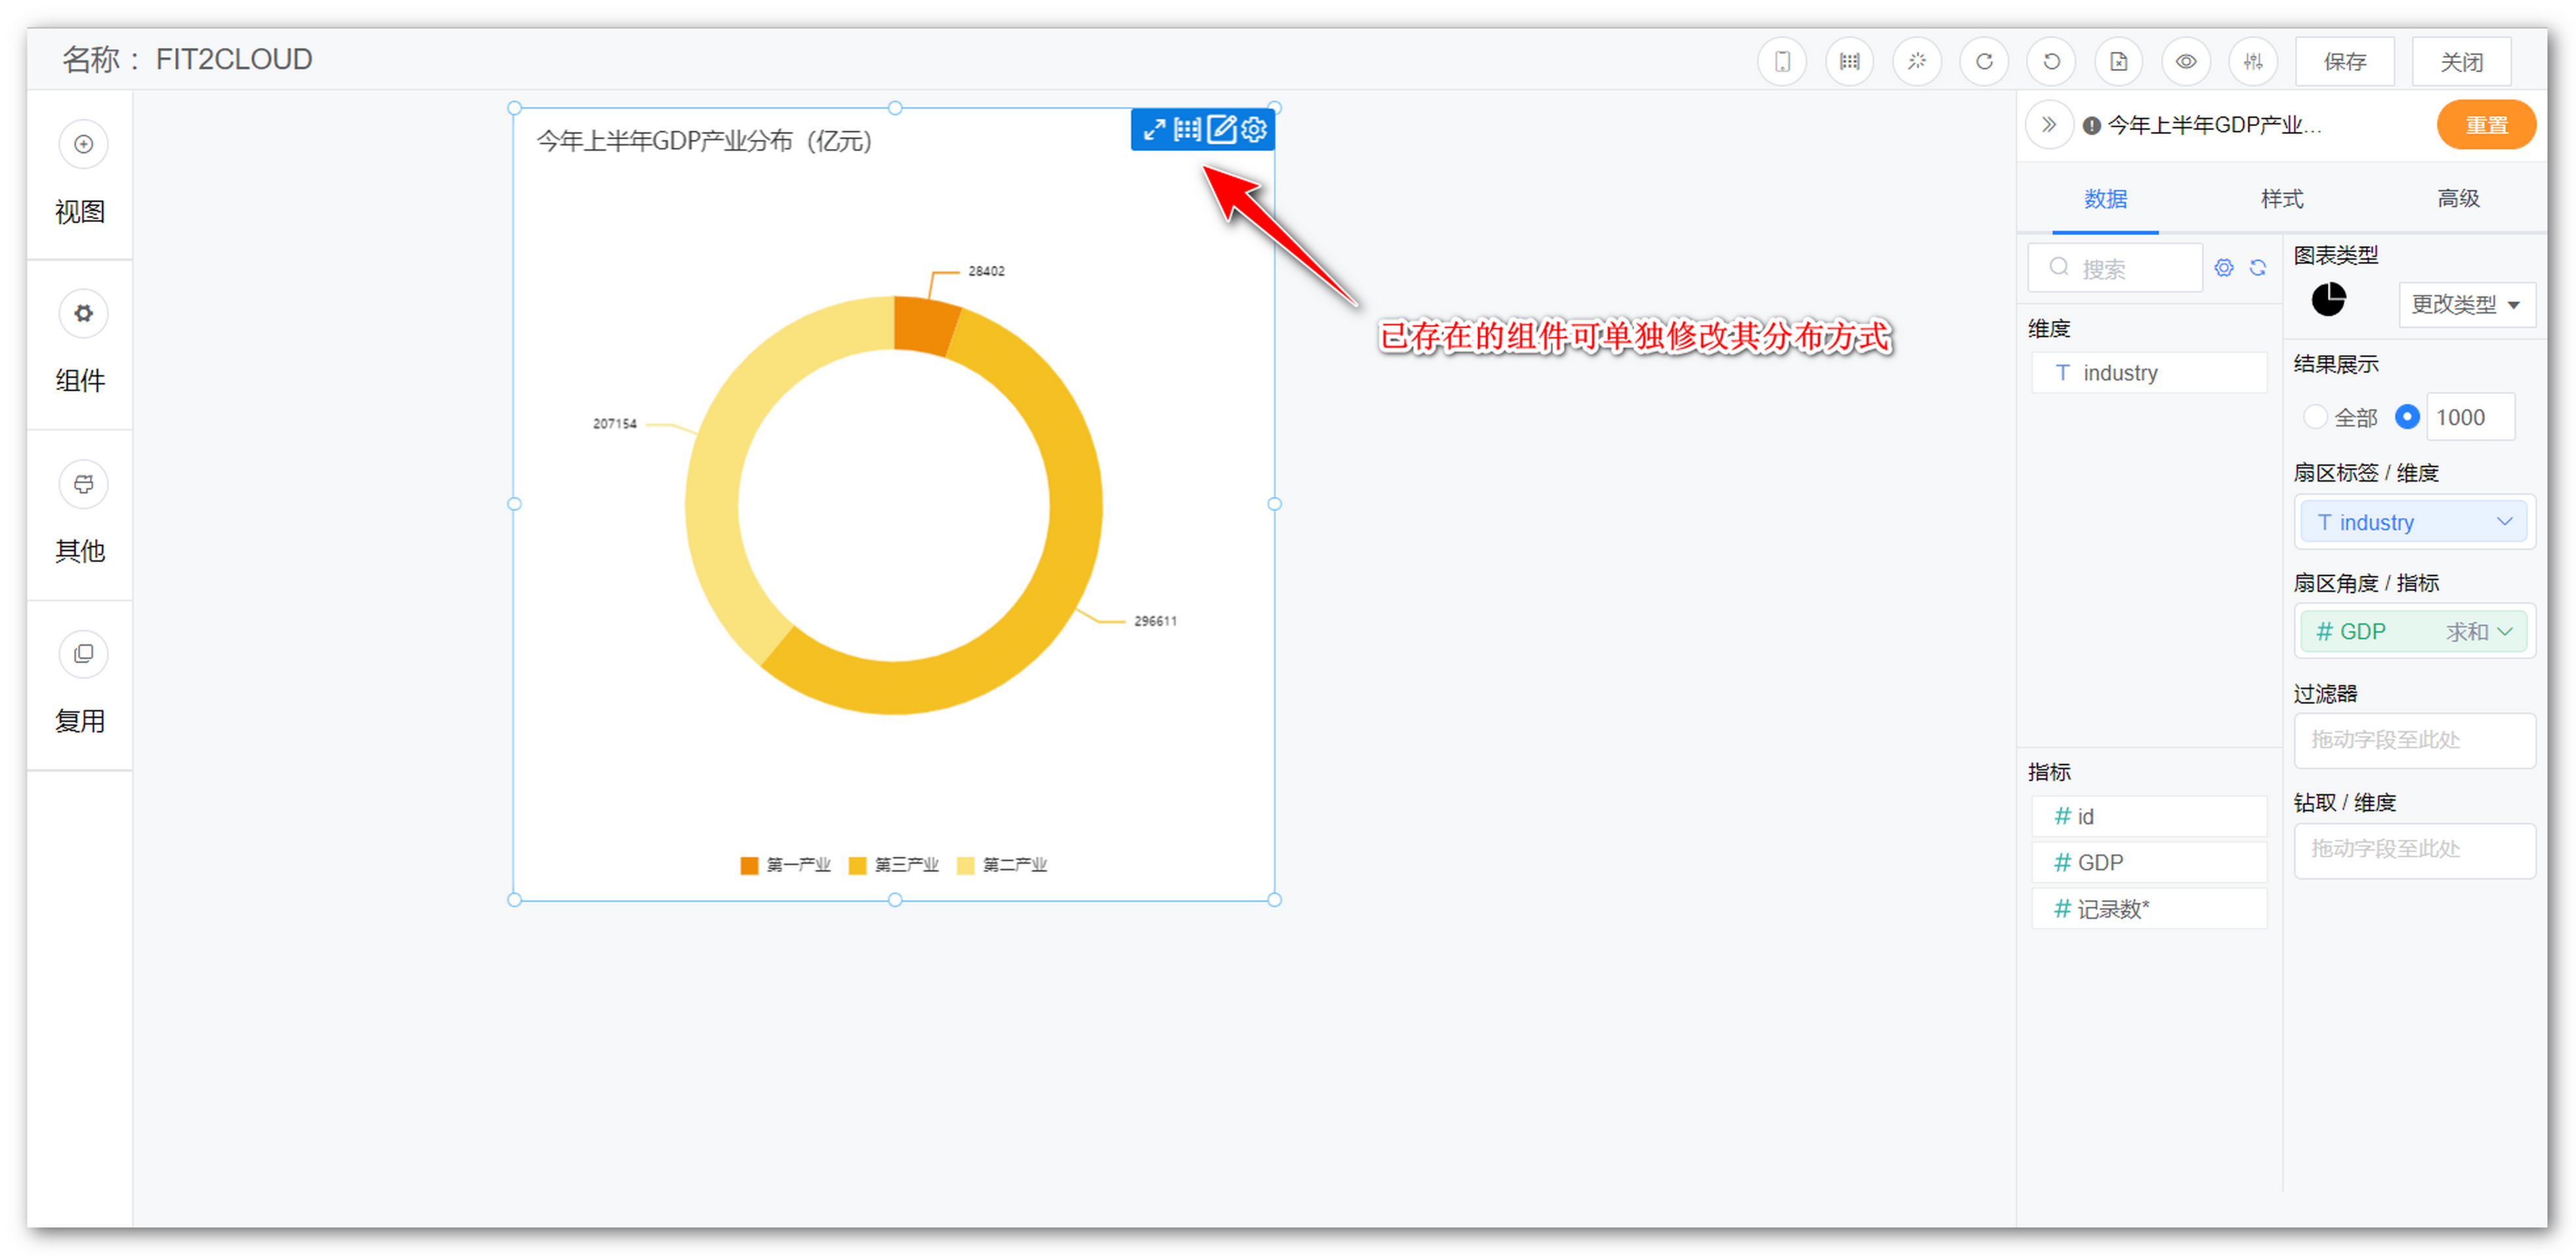 名称： FIT2CLOUD
保存
关闭
视图
组件
其他
复用
今年上半年GDP产业分布（亿元）
28402
207154
296611
第一产业
第三产业
第二产业
已存在的组件可单独修改其分布方式
今年上半年GDP产业...
重置
数据
样式
高级
搜索
维度
T industry
指标
# id
# GDP
# 记录数*
图表类型
更改类型
结果展示
全部
1000
扇区标签 / 维度
T industry
扇区角度 / 指标
# GDP 求和
过滤器
拖动字段至此处
钻取 / 维度
拖动字段至此处